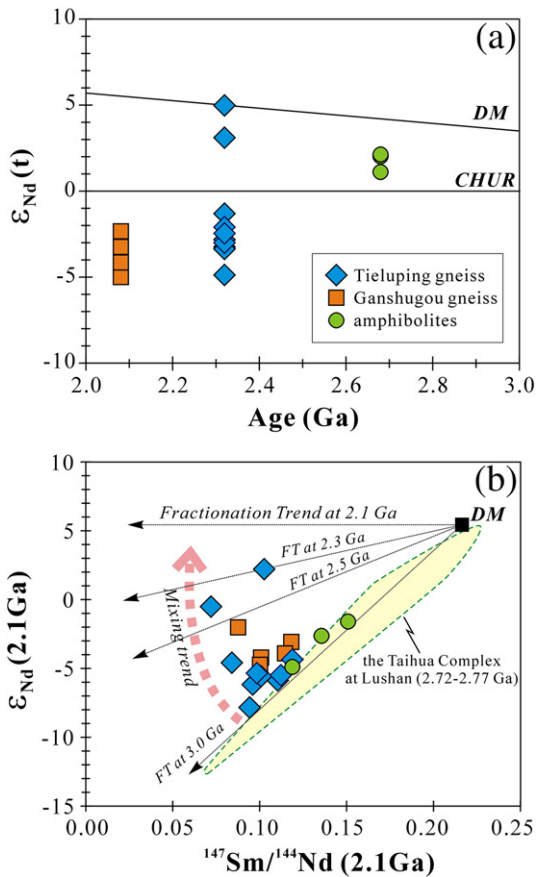 (a)
10
5
0
-5
-10
εNd(t)
DM
CHUR
Tieluping gneiss
Ganshugou gneiss
amphibolites
2.0
2.2
2.4
2.6
2.8
3.0
Age (Ga)
(b)
10
5
0
-5
-10
-15
εNd(2.1Ga)
DM
Fractionation Trend at 2.1 Ga
FT at 2.3 Ga
FT at 2.5 Ga
Mixing trend
FT at 3.0 Ga
the Taihua Complex
at Lushan (2.72-2.77 Ga)
0.00
0.05
0.10
0.15
0.20
0.25
¹⁴⁷Sm/¹⁴⁴Nd (2.1Ga)